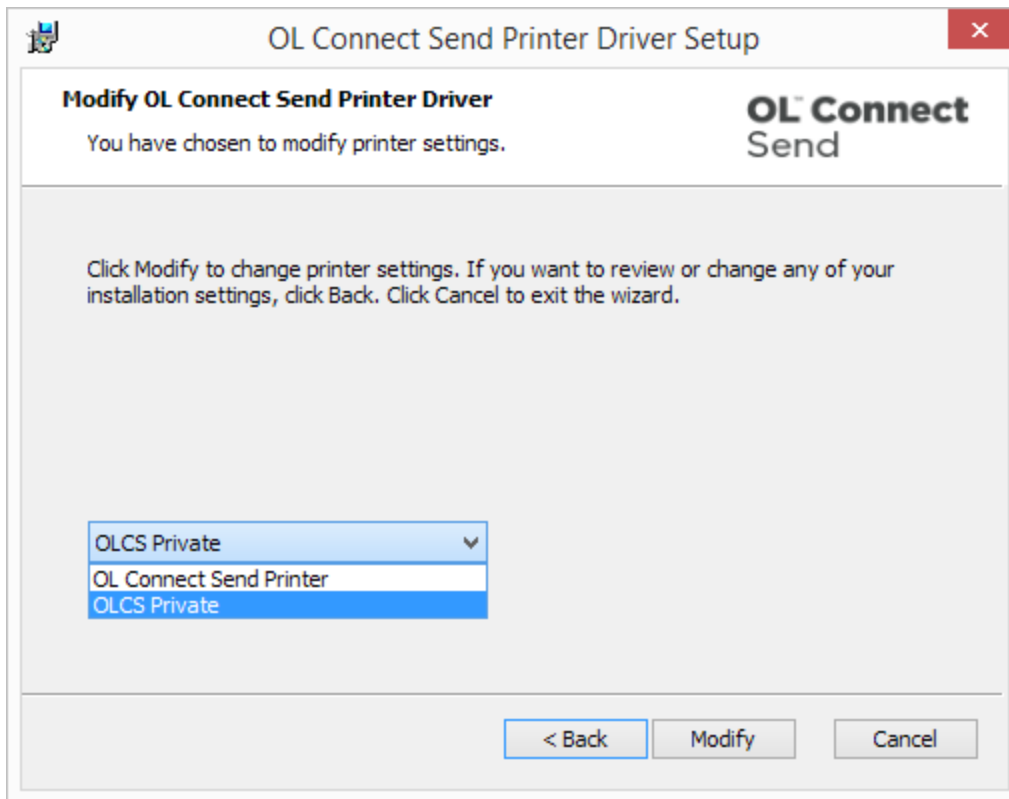 OL Connect Send Printer Driver Setup
Modify OL Connect Send Printer Driver
You have chosen to modify printer settings.
OL™ Connect
Send
Click Modify to change printer settings. If you want to review or change any of your
installation settings, click Back. Click Cancel to exit the wizard.
OLCS Private
OL Connect Send Printer
OLCS Private
< Back
Modify
Cancel